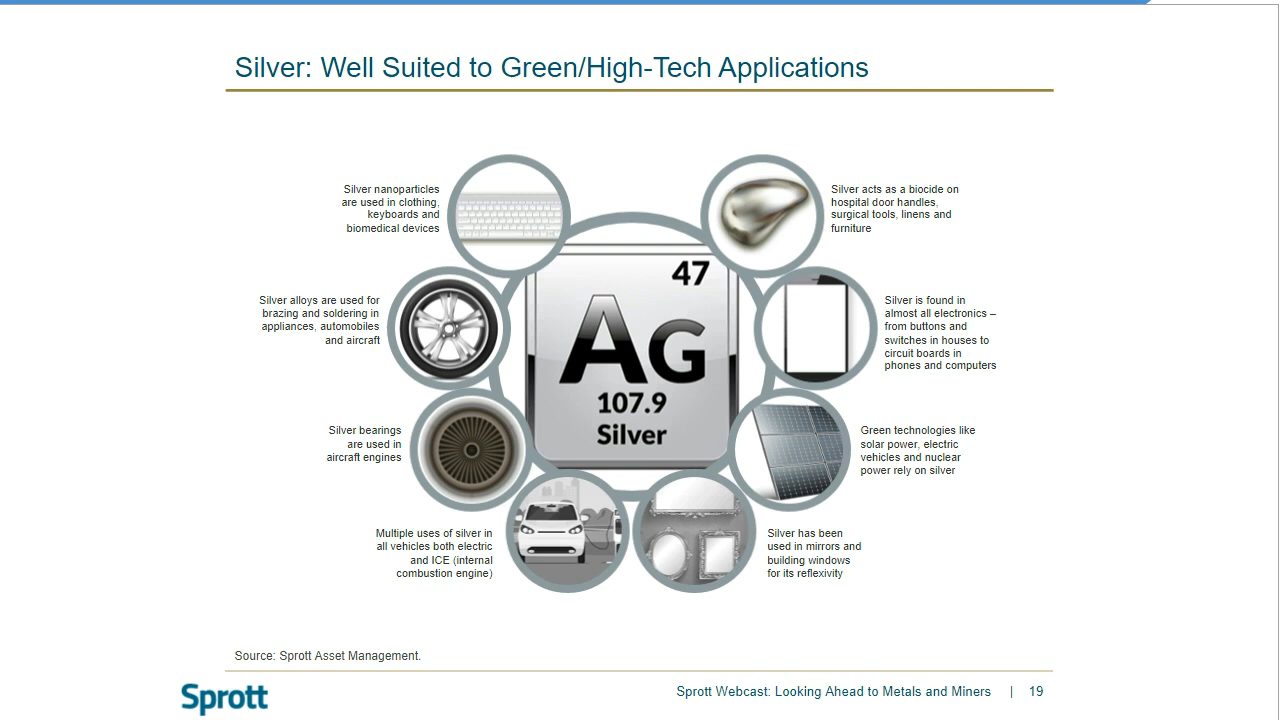 Silver: Well Suited to Green/High-Tech Applications
Silver nanoparticles
are used in clothing,
keyboards and
biomedical devices
Silver acts as a biocide on
hospital door handles,
surgical tools, linens and
furniture
Silver alloys are used for
brazing and soldering in
appliances, automobiles
and aircraft
47
Ag
107.9
Silver
Silver is found in
almost all electronics –
from buttons and
switches in houses to
circuit boards in
phones and computers
Silver bearings
are used in
aircraft engines
Green technologies like
solar power, electric
vehicles and nuclear
power rely on silver
Multiple uses of silver in
all vehicles both electric
and ICE (internal
combustion engine)
Silver has been
used in mirrors and
building windows
for its reflexivity
Source: Sprott Asset Management.
Sprott
Sprott Webcast: Looking Ahead to Metals and Miners | 19